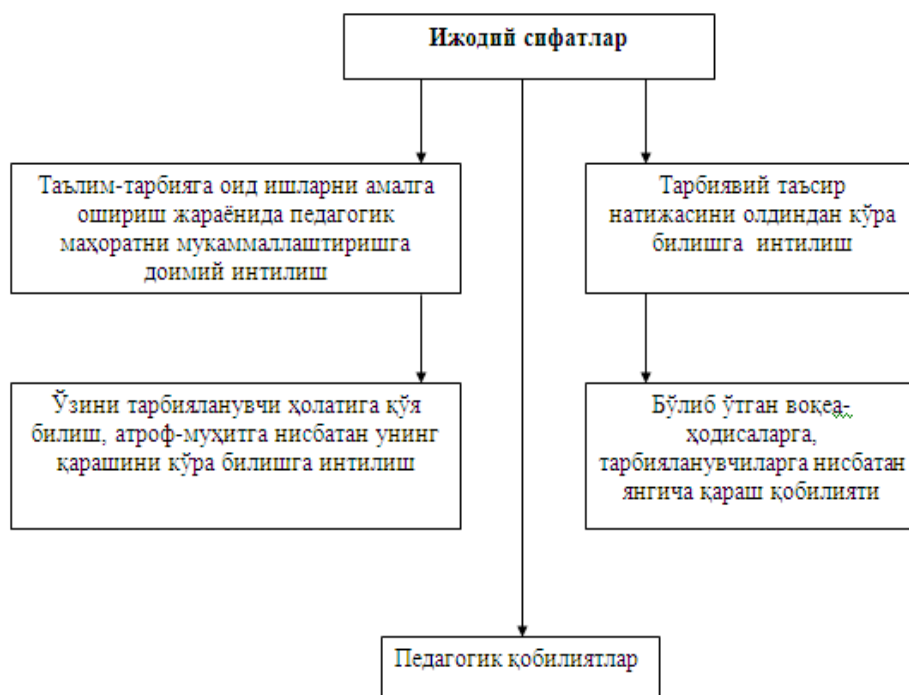 Ижодий сифатлар
Таълим-тарбияга оид ишларни амалга
ошириш жараёнида педагогик
маҳоратни мукаммаллаштиришга
доимий интилиш
Тарбиявий таъсир
натижасини олдиндан кўра
билишга интилиш
Ўзини тарбияланувчи ҳолатига қўя
билиш, атроф-муҳитга нисбатан унинг
қарашини кўра билишга интилиш
Бўлиб ўтган воқеа-
ҳодисаларга,
тарбияланувчиларга нисбатан
янгича қараш қобилияти
Педагогик қобилиятлар